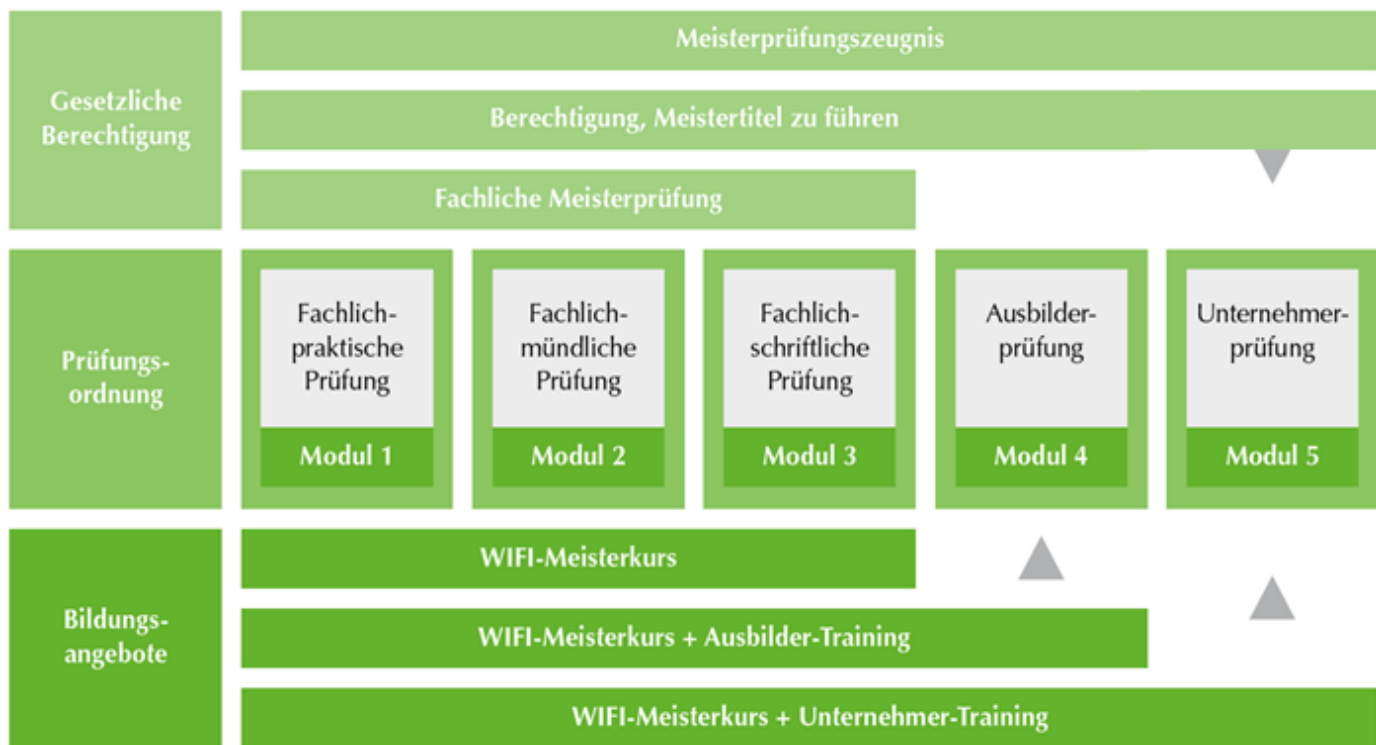 Gesetzliche
Berechtigung
Meisterprüfungszeugnis
Berechtigung, Meistertitel zu führen
Fachliche Meisterprüfung
Prüfungs-
ordnung
Fachlich-
praktische
Prüfung
Modul 1
Fachlich-
mündliche
Prüfung
Modul 2
Fachlich-
schriftliche
Prüfung
Modul 3
Ausbilder-
prüfung
Modul 4
Unternehmer-
prüfung
Modul 5
Bildungs-
angebote
WIFI-Meisterkurs
WIFI-Meisterkurs + Ausbilder-Training
WIFI-Meisterkurs + Unternehmer-Training